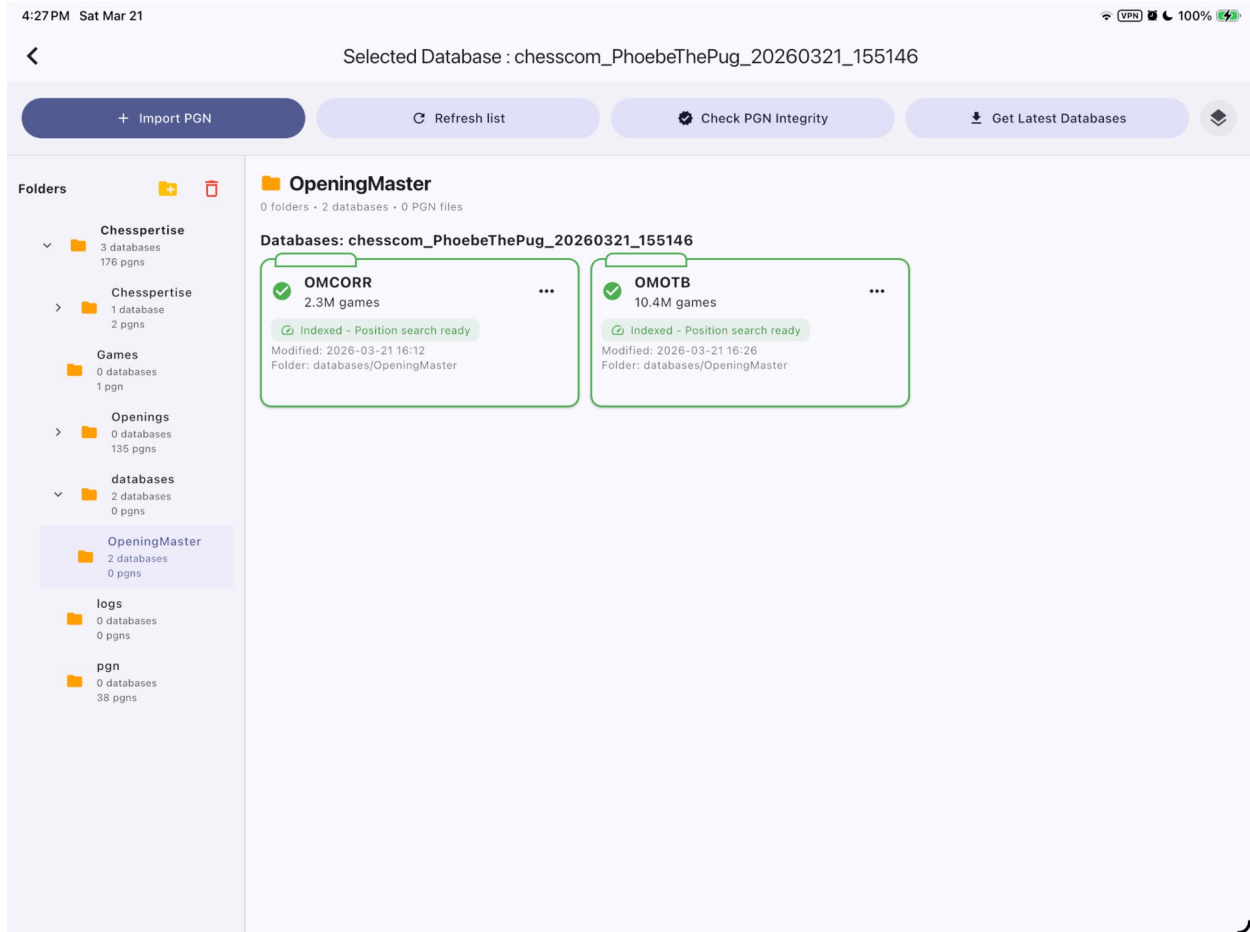 4:27 PM Sat Mar 21
VPN 100%
Selected Database : chesscom_PhoebeThePug_20260321_155146
+ Import PGN
Refresh list
Check PGN Integrity
Get Latest Databases
Folders
Chesspertise
3 databases
176 pgns
Chesspertise
1 database
2 pgns
Games
0 databases
1 pgn
Openings
0 databases
135 pgns
databases
2 databases
0 pgns
OpeningMaster
2 databases
0 pgns
logs
0 databases
0 pgns
pgn
0 databases
38 pgns
OpeningMaster
0 folders • 2 databases • 0 PGN files
Databases: chesscom_PhoebeThePug_20260321_155146
OMCORR
2.3M games
Indexed - Position search ready
Modified: 2026-03-21 16:12
Folder: databases/OpeningMaster
OMOTB
10.4M games
Indexed - Position search ready
Modified: 2026-03-21 16:26
Folder: databases/OpeningMaster